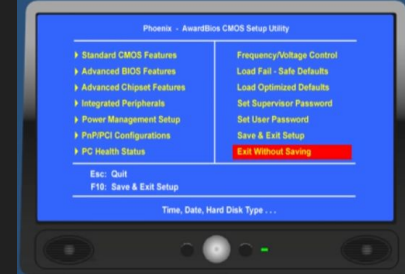 Phoenix - AwardBios CMOS Setup Utility
Standard CMOS Features
Advanced BIOS Features
Advanced Chipset Features
Integrated Peripherals
Power Management Setup
PnP/PCI Configurations
PC Health Status
Frequency/Voltage Control
Load Fail - Safe Defaults
Load Optimized Defaults
Set Supervisor Password
Set User Password
Save & Exit Setup
Exit Without Saving
Esc: Quit
F10: Save & Exit Setup
Time, Date, Hard Disk Type . . .